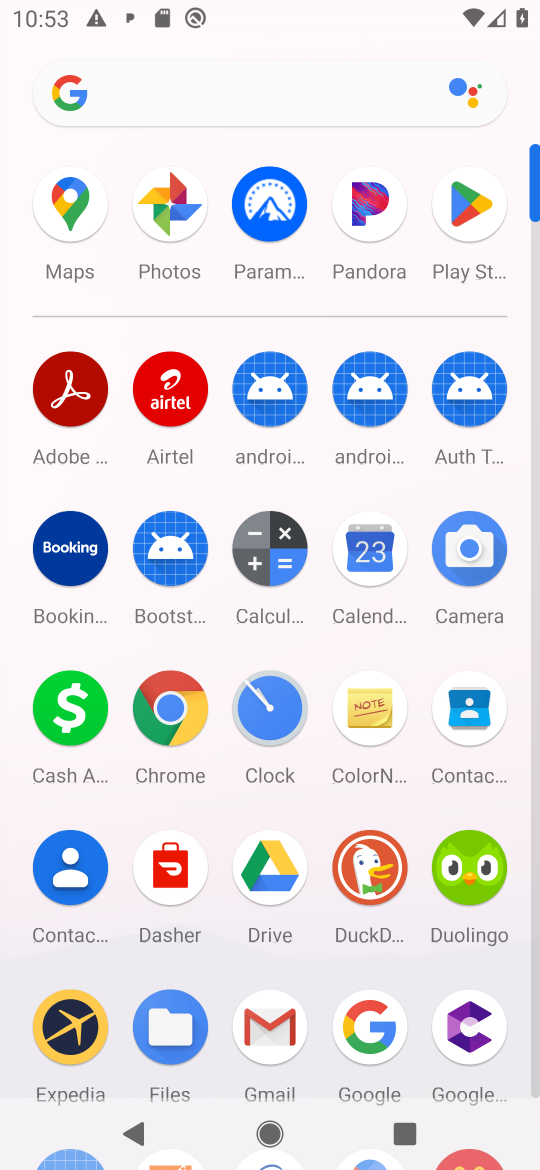 10:53
Maps Photos Param... Pandora Play St...
Adobe ... airtel Airtel androi... androi... Auth T...
Booking 23
Bookin... Bootst... Calcul... Calend... Camera
NOTE
Cash A... Chrome Clock ColorN... Contac...
Contac... Dasher Drive DuckD... Duolingo
Expedia Files Gmail Google Google...